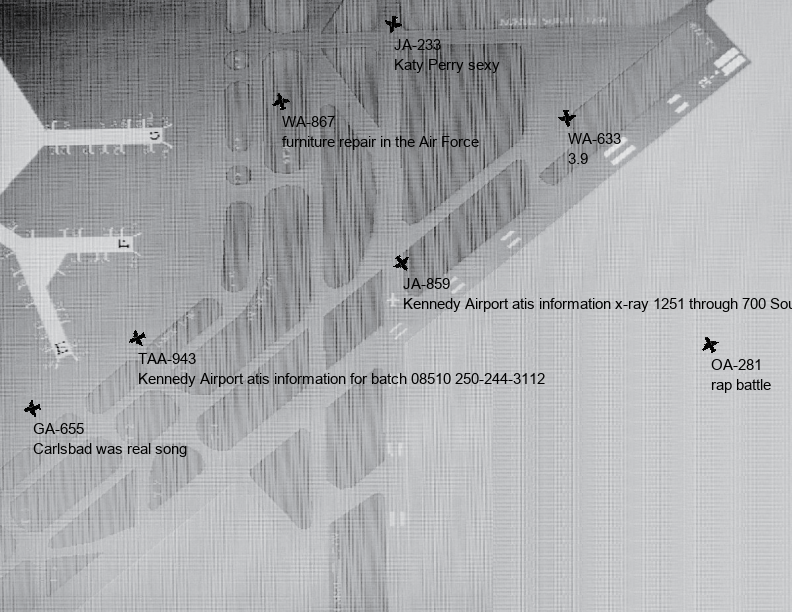 JA-233
Katy Perry sexy
WA-867
furniture repair in the Air Force
WA-633
3.9
JA-859
Kennedy Airport atis information x-ray 1251 through 700 Sou
TAA-943
Kennedy Airport atis information for batch 08510 250-244-3112
OA-281
rap battle
GA-655
Carlsbad was real song